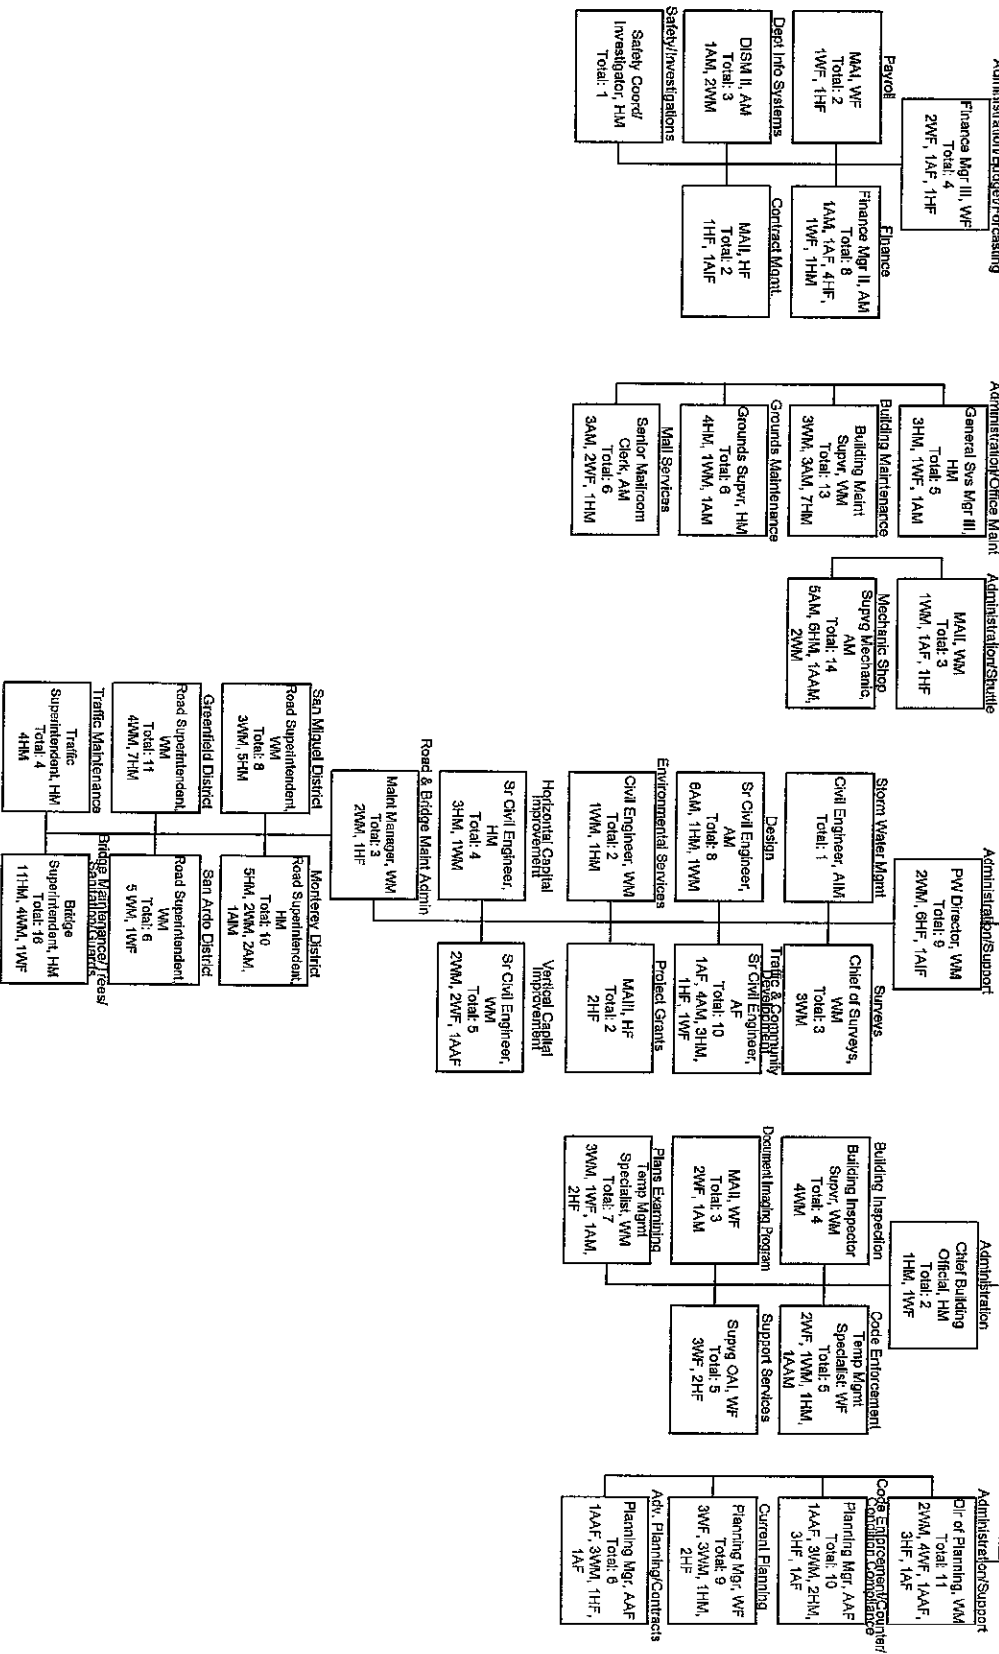 Administration/Budget/Forcasting
Finance Mgr III, WF
Total: 4
2WF, 1AF, 1HF
Payroll
MAI, WF
Total: 2
1WF, 1HF
Finance
Finance Mgr II, AM
Total: 8
1AM, 1AF, 4HF,
1WF, 1HM
Dept Info Systems
DISM II, AM
Total: 3
1AM, 2WM
Contract Mgmt.
MAII, HF
Total: 2
1HF, 1AIF
Safety/Investigations
Safety Coord/
Investigator, HM
Total: 1
Administration/Office Maint
General Svs Mgr III,
HM
Total: 5
3HM, 1WF, 1AM
Building Maintenance
Building Maint
Supvr, WM
Total: 13
3WM, 3AM, 7HM
Grounds Maintenance
Grounds Supvr, HM
Total: 6
4HM, 1WM, 1AM
Mail Services
Senior Mailroom
Clerk, AM
Total: 6
3AM, 2WF, 1HM
Administration/Shuttle
MAII, WM
Total: 3
1WM, 1AF, 1HF
Mechanic Shop
Supvg Mechanic,
AM
Total: 14
5AM, 6HM, 1AAM,
2WM
Administration/Support
PW Director, WM
Total: 9
2WM, 6HF, 1AIF
Storm Water Mgmt
Civil Engineer, AIM
Total: 1
Surveys
Chief of Surveys,
WM
Total: 3
3WM
Design
Sr Civil Engineer,
AM
Total: 8
6AM, 1HM, 1WM
Traffic & Community
Development
Sr Civil Engineer,
AF
Total: 10
1AF, 4AM, 3HM,
1HF, 1WF
Environmental Services
Civil Engineer, WM
Total: 2
1WM, 1HM
Project Grants
MAIII, HF
Total: 2
2HF
Horizontal Capital
Improvement
Sr Civil Engineer,
HM
Total: 4
3HM, 1WM
Vertical Capital
Improvement
Sr Civil Engineer,
WM
Total: 5
2WM, 2WF, 1AAF
Road & Bridge Maint Admin
Maint Manager, WM
Total: 3
2WM, 1HF
San Miguel District
Road Superintendent,
WM
Total: 8
3WM, 5HM
Monterey District
Road Superintendent,
HM
Total: 10
5HM, 2WM, 2AM,
1AIM
Greenfield District
Road Superintendent,
WM
Total: 11
4WM, 7HM
San Ardo District
Road Superintendent,
WM
Total: 6
5 WM, 1WF
Traffic Maintenance
Traffic
Superintendent, HM
Total: 4
4HM
Bridge Maintenance/Trees/
Sanitation/Guards
Bridge
Superintendent, HM
Total: 16
11HM, 4WM, 1WF
Administration
Chief Building
Official, HM
Total: 2
1HM, 1WF
Building Inspection
Building Inspector
Supvr, WM
Total: 4
4WM
Code Enforcement
Temp Mgmt
Specialist, WF
Total: 5
2WF, 1WM, 1HM,
1AAM
Document Imaging Program
MAII, WF
Total: 3
2WF, 1AM
Support Services
Supvg OAI, WF
Total: 5
3WF, 2HF
Plans Examining
Temp Mgmt
Specialist, WM
Total: 7
3WM, 1WF, 1AM,
2HF
Administration/Support
Dir of Planning, WM
Total: 11
2WM, 4WF, 1AAF,
3HF, 1AF
Code Enforcement/Counter/
Condition Compliance
Planning Mgr, AAF
Total: 10
1AAF, 3WM, 2HM,
3HF, 1AF
Current Planning
Planning Mgr, WF
Total: 9
3WF, 3WM, 1HM,
2HF
Adv. Planning/Contracts
Planning Mgr, AAF
Total: 6
1AAF, 3WM, 1HF,
1AF